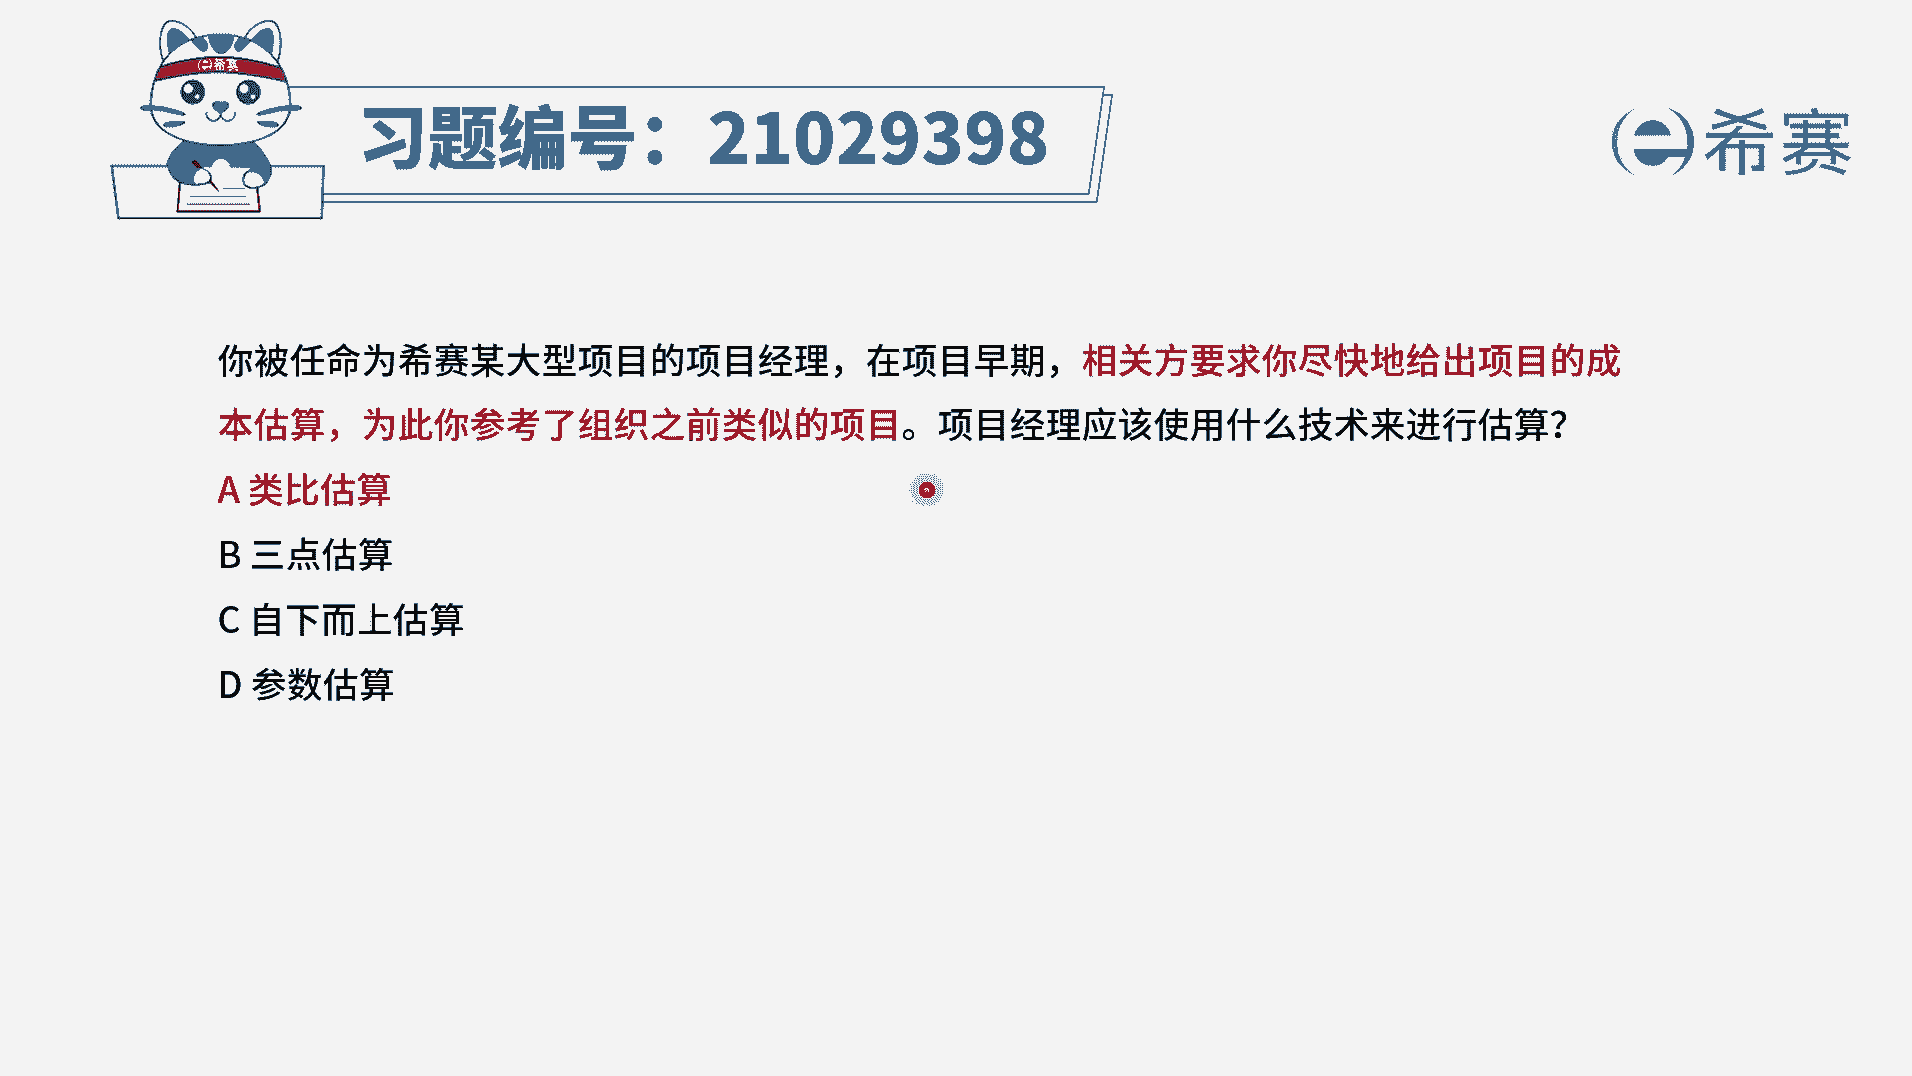 希赛
习题编号：21029398
希赛
你被任命为希赛某大型项目的项目经理，在项目早期，相关方要求你尽快地给出项目的成
本估算，为此你参考了组织之前类似的项目。项目经理应该使用什么技术来进行估算？
A 类比估算
B 三点估算
C 自下而上估算
D 参数估算